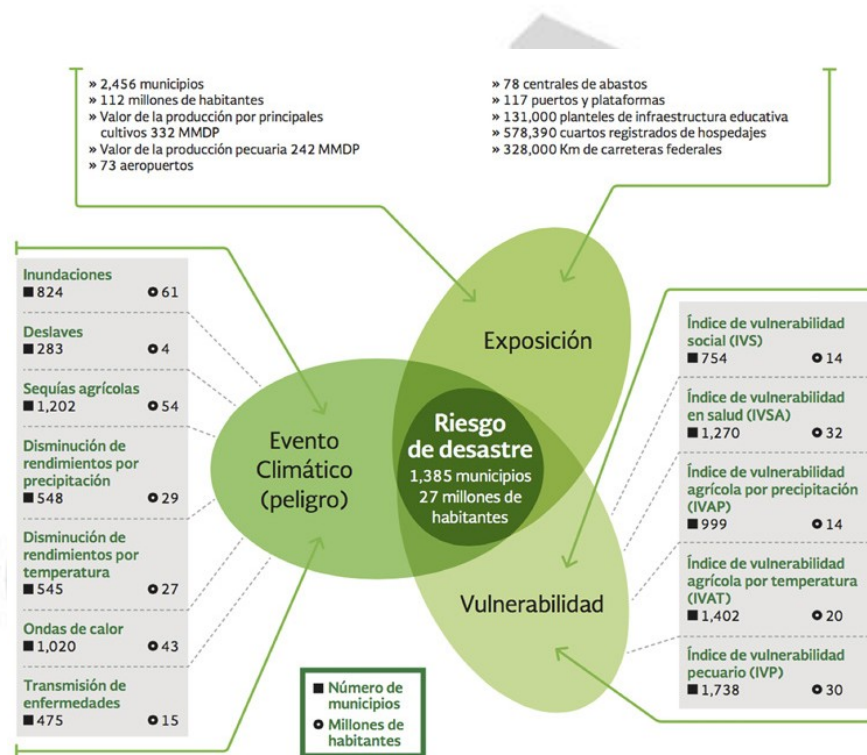 » 2,456 municipios
» 112 millones de habitantes
» Valor de la producción por principales
cultivos 332 MMDP
» Valor de la producción pecuaria 242 MMDP
» 73 aeropuertos
» 78 centrales de abastos
» 117 puertos y plataformas
» 131,000 planteles de infraestructura educativa
» 578,390 cuartos registrados de hospedajes
» 328,000 Km de carreteras federales
Inundaciones
■ 824 61
Deslaves
■ 283 4
Sequías agrícolas
■ 1,202 54
Disminución de
rendimientos por
precipitación
■ 548 29
Disminución de
rendimientos por
temperatura
■ 545 27
Ondas de calor
■ 1,020 43
Transmisión de
enfermedades
■ 475 15
Exposición
Evento
Climático
(peligro)
Riesgo
de desastre
1,385 municipios
27 millones de
habitantes
Vulnerabilidad
Índice de vulnerabilidad
social (IVS)
■ 754 14
Índice de vulnerabilidad
en salud (IVSA)
■ 1,270 32
Índice de vulnerabilidad
agrícola por precipitación
(IVAP)
■ 999 14
Índice de vulnerabilidad
agrícola por temperatura
(IVAT)
■ 1,402 20
Índice de vulnerabilidad
pecuario (IVP)
■ 1,738 30
■ Número de
municipios
Millones de
habitantes